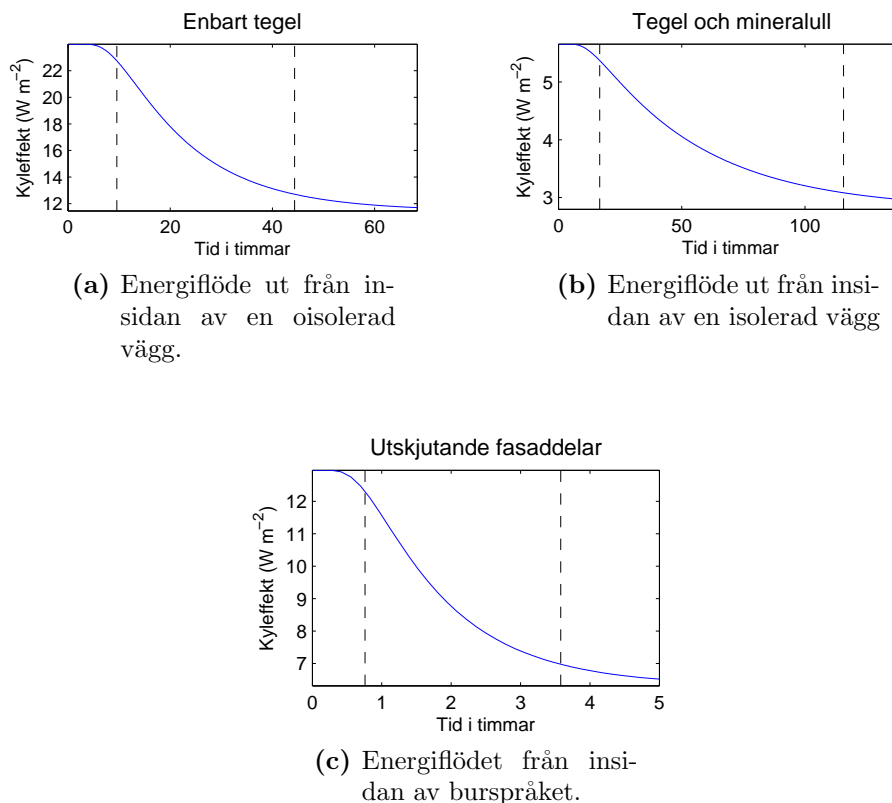 Enbart tegel
Kyleffekt (W m−2)
22
20
18
16
14
12
0 20 40 60
Tid i timmar
(a) Energiflöde ut från in-
sidan av en oisolerad
vägg.
Tegel och mineralull
Kyleffekt (W m−2)
5
4
3
0 50 100
Tid i timmar
(b) Energiflöde ut från insi-
dan av en isolerad vägg
Utskjutande fasaddelar
Kyleffekt (W m−2)
12
11
10
9
8
7
0 1 2 3 4 5
Tid i timmar
(c) Energiflödet från insi-
dan av burspråket.